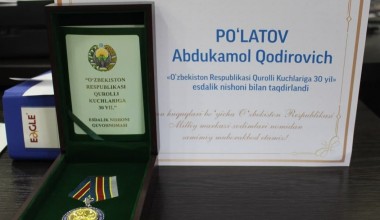 PO‘LATOV
Abdukamol Qodirovich
«O‘zbekiston Respublikasi Qurolli Kuchlariga 30 yil»
esdalik nishoni bilan taqdirlandi
"O‘ZBEKISTON
RESPUBLIKASI
QUROLLI
KUCHLARIGA
30 YIL"
ESDALIK NISHONI
GUVOHNOMASI
EAGLE